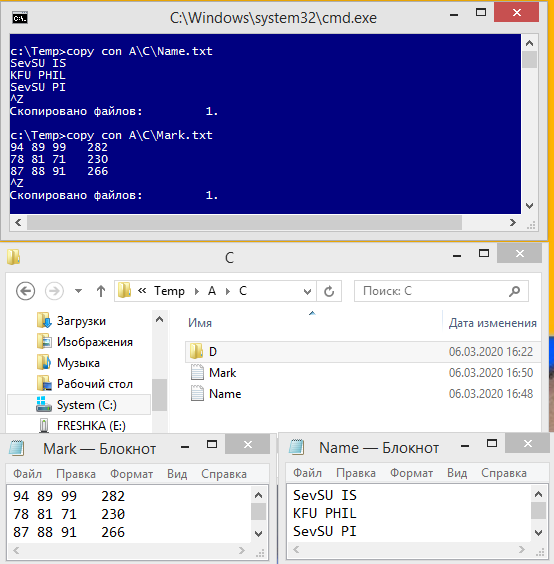 C:\Windows\system32\cmd.exe
c:\Temp>copy con A\C\Name.txt
SevSU IS
KFU PHIL
SevSU PI
^Z
Скопировано файлов: 1.
c:\Temp>copy con A\C\Mark.txt
94 89 99 282
78 81 71 230
87 88 91 266
^Z
Скопировано файлов: 1.
C
« Temp A C
Поиск: C
Загрузки
Изображения
Музыка
Рабочий стол
System (C:)
FRESHKA (E:)
Имя Дата изменения
D 06.03.2020 16:22
Mark 06.03.2020 16:50
Name 06.03.2020 16:48
Mark — Блокнот
Файл Правка Формат Вид Справка
94 89 99 282
78 81 71 230
87 88 91 266
Name — Блокнот
Файл Правка Формат Вид Справка
SevSU IS
KFU PHIL
SevSU PI